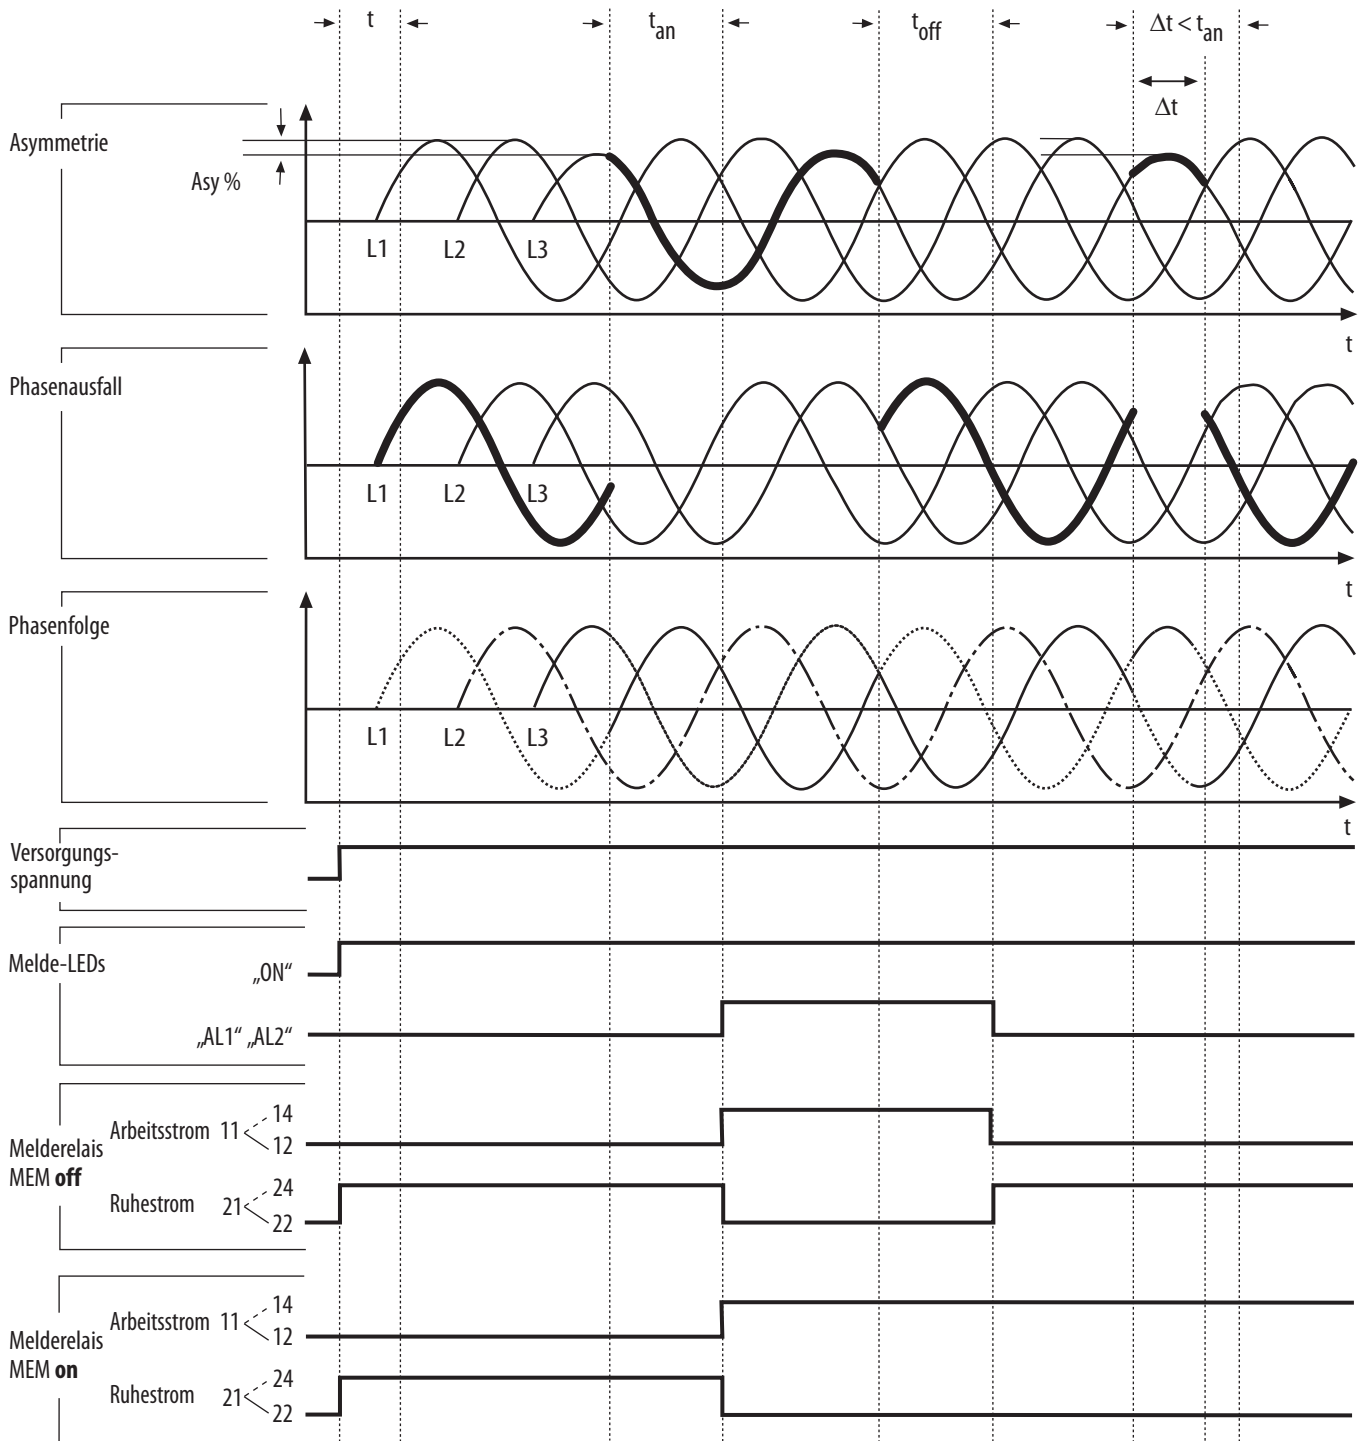 t
t_an
t_off
Δt < t_an
Δt
Asymmetrie
Asy %
L1 L2 L3
t
Phasenausfall
L1 L2 L3
t
Phasenfolge
L1 L2 L3
t
Versorgungs-
spannung
Melde-LEDs
„ON“
„AL1“ „AL2“
Melderelais
MEM off
Arbeitsstrom 11
14
12
Ruhestrom 21
24
22
Melderelais
MEM on
Arbeitsstrom 11
14
12
Ruhestrom 21
24
22